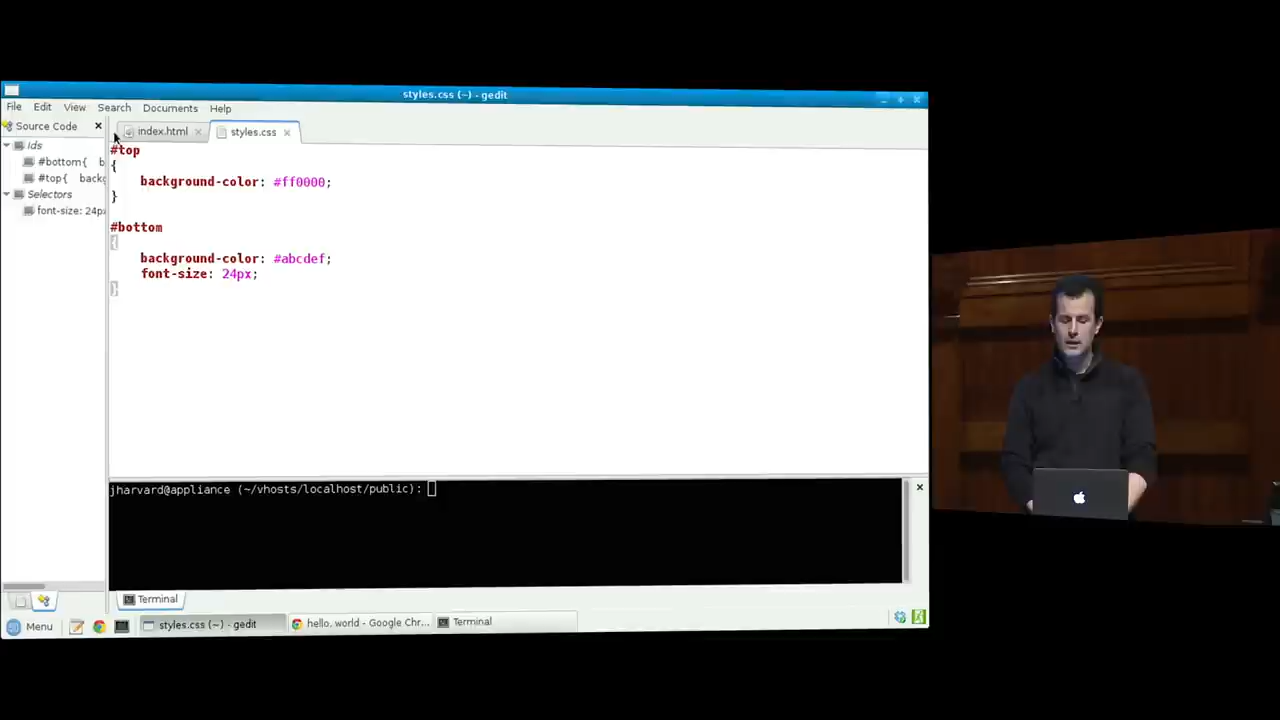 styles.css (~) - gedit
File Edit View Search Documents Help
Source Code
index.html
styles.css
Ids
#bottom{ b
#top{ backg
Selectors
font-size: 24px
#top
{
background-color: #ff0000;
}
#bottom
{
background-color: #abcdef;
font-size: 24px;
}
jharvard@appliance (~/vhosts/localhost/public):
Terminal
Menu
styles.css (~) - gedit
hello, world - Google Chr...
Terminal